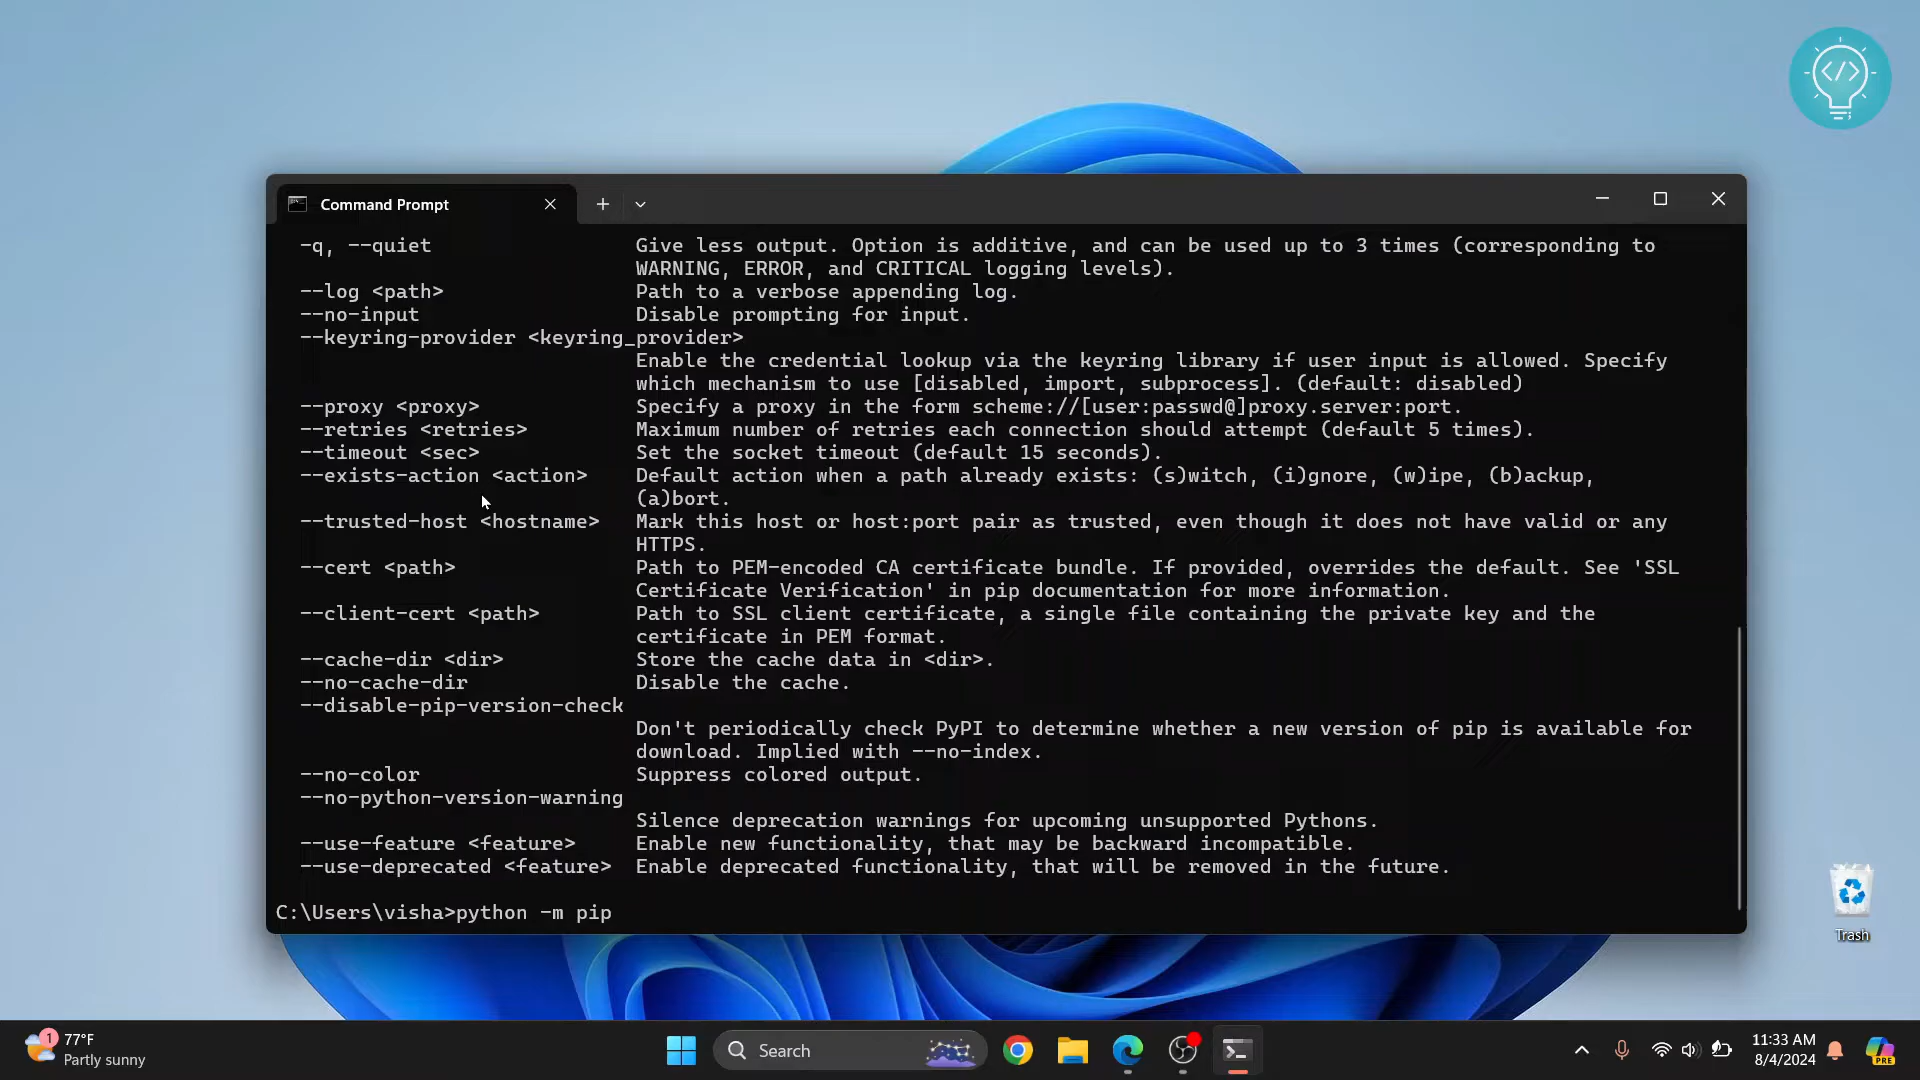 </>
Command Prompt
-q, --quiet Give less output. Option is additive, and can be used up to 3 times (corresponding to
WARNING, ERROR, and CRITICAL logging levels).
--log <path> Path to a verbose appending log.
--no-input Disable prompting for input.
--keyring-provider <keyring_provider>
Enable the credential lookup via the keyring library if user input is allowed. Specify
which mechanism to use [disabled, import, subprocess]. (default: disabled)
--proxy <proxy> Specify a proxy in the form scheme://[user:passwd@]proxy.server:port.
--retries <retries> Maximum number of retries each connection should attempt (default 5 times).
--timeout <sec> Set the socket timeout (default 15 seconds).
--exists-action <action> Default action when a path already exists: (s)witch, (i)gnore, (w)ipe, (b)ackup,
(a)bort.
--trusted-host <hostname> Mark this host or host:port pair as trusted, even though it does not have valid or any
HTTPS.
--cert <path> Path to PEM-encoded CA certificate bundle. If provided, overrides the default. See 'SSL
Certificate Verification' in pip documentation for more information.
--client-cert <path> Path to SSL client certificate, a single file containing the private key and the
certificate in PEM format.
--cache-dir <dir> Store the cache data in <dir>.
--no-cache-dir Disable the cache.
--disable-pip-version-check
Don't periodically check PyPI to determine whether a new version of pip is available for
download. Implied with --no-index.
--no-color Suppress colored output.
--no-python-version-warning
Silence deprecation warnings for upcoming unsupported Pythons.
--use-feature <feature> Enable new functionality, that may be backward incompatible.
--use-deprecated <feature> Enable deprecated functionality, that will be removed in the future.
C:\Users\visha>python -m pip
Trash
1
77°F
Partly sunny
Search
11:33 AM
8/4/2024
PRE